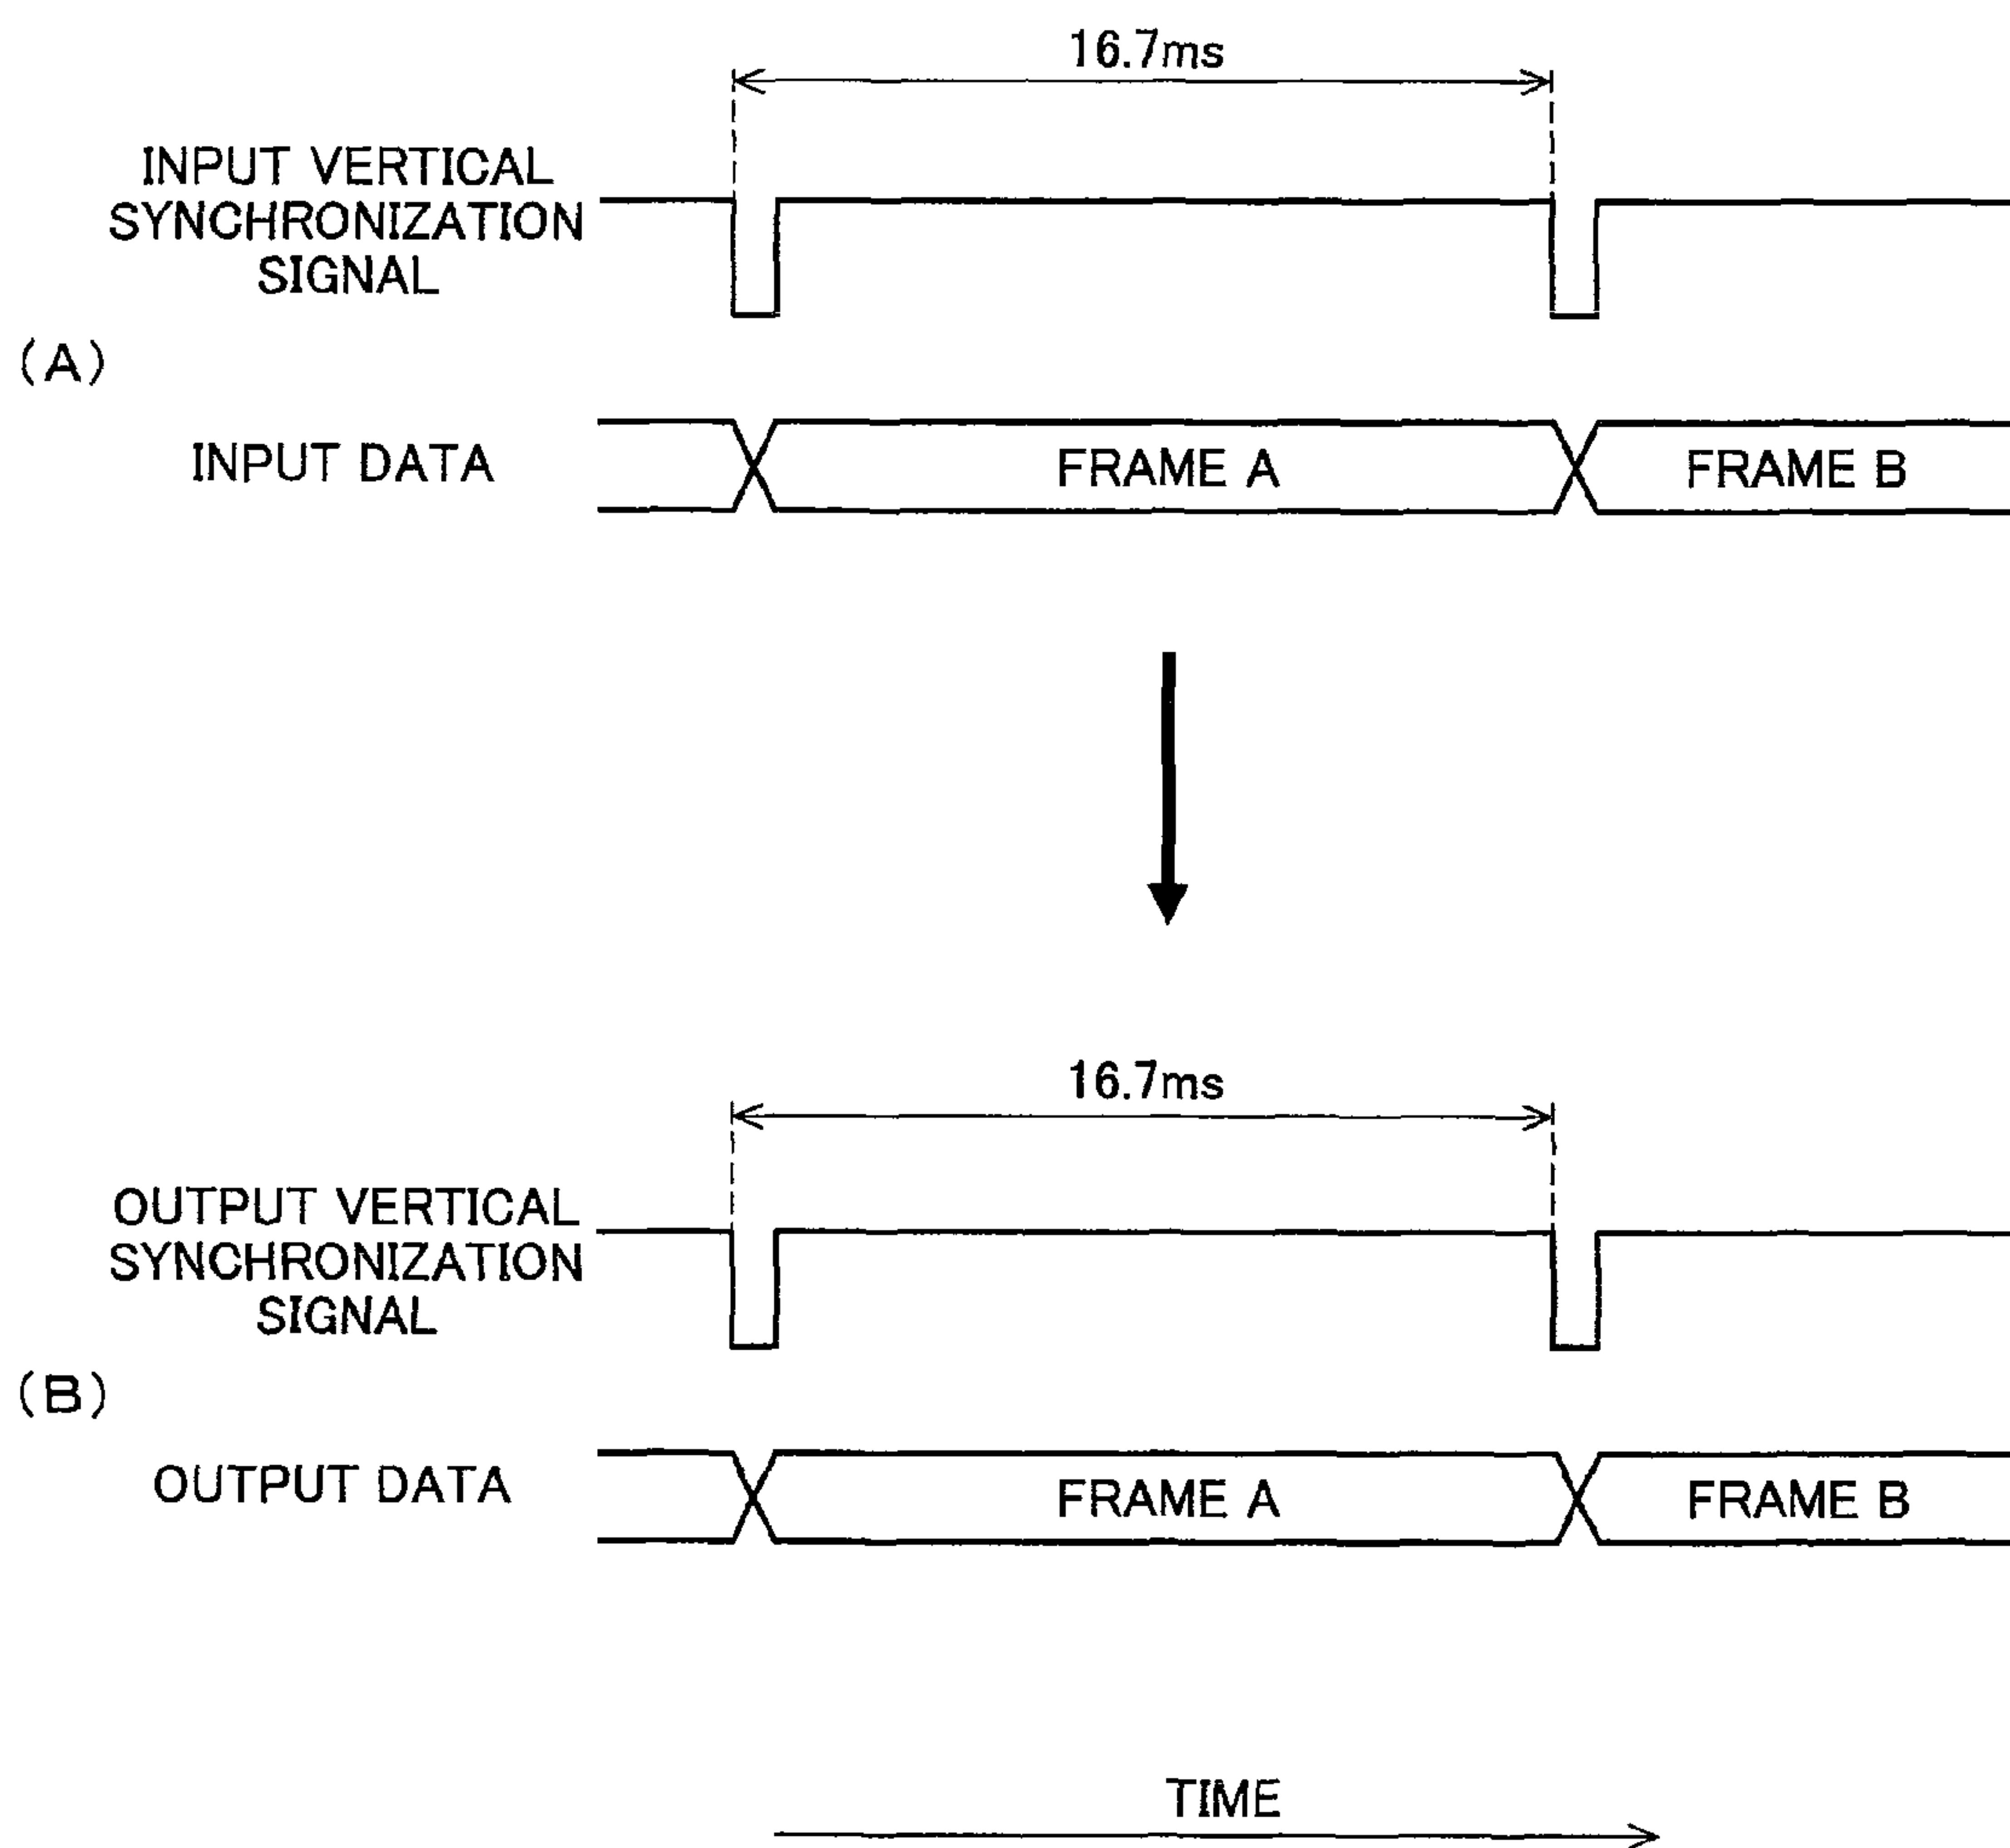 16.7ms
INPUT VERTICAL
SYNCHRONIZATION
SIGNAL
(A)
INPUT DATA
FRAME A
FRAME B
16.7ms
OUTPUT VERTICAL
SYNCHRONIZATION
SIGNAL
(B)
OUTPUT DATA
FRAME A
FRAME B
TIME